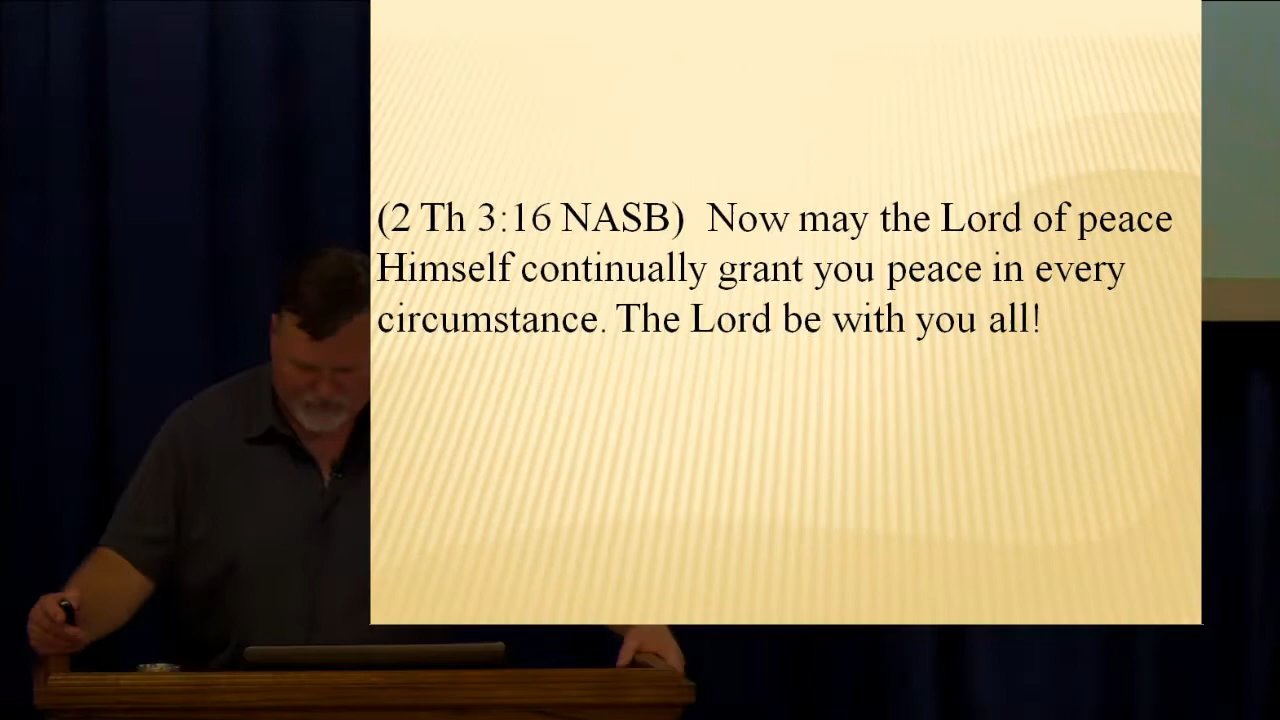 (2 Th 3:16 NASB)  Now may the Lord of peace
Himself continually grant you peace in every
circumstance. The Lord be with you all!